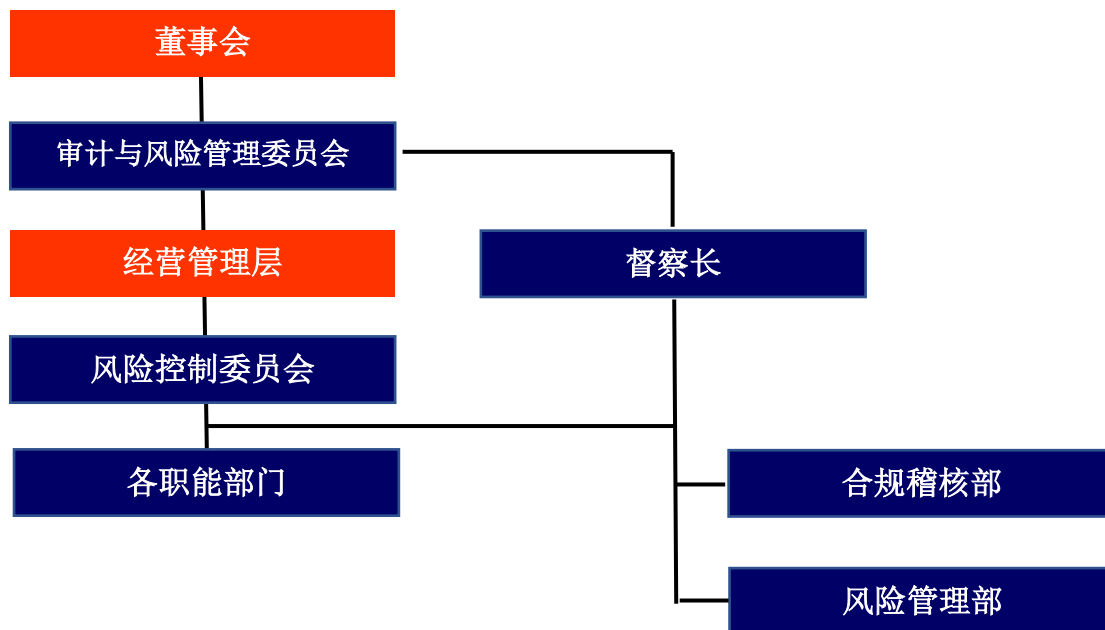 董事会
审计与风险管理委员会
经营管理层
督察长
风险控制委员会
各职能部门
合规稽核部
风险管理部